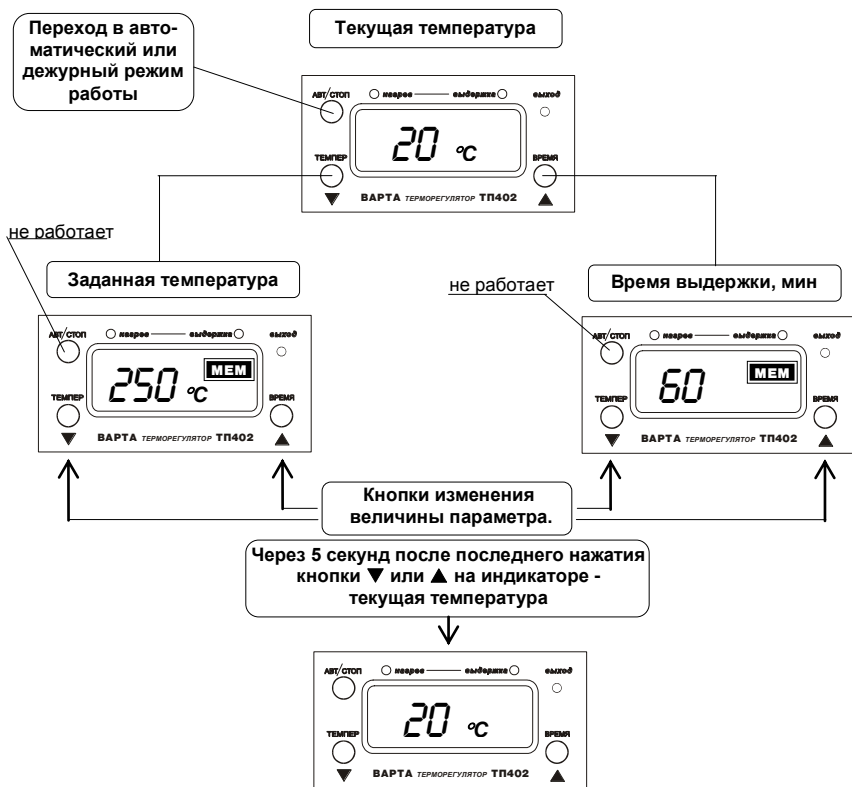 Переход в авто-
матический или
дежурный режим
работы
Текущая температура
АВТ/СТОП
нагрев
выдержка
выход
20 °C
ТЕМПЕР
ВРЕМЯ
▼
ВАРТА ТЕРМОРЕГУЛЯТОР ТП402
▲
не работает
Заданная температура
АВТ/СТОП
нагрев
выдержка
выход
250 °C
MEM
ТЕМПЕР
ВРЕМЯ
▼
ВАРТА ТЕРМОРЕГУЛЯТОР ТП402
▲
не работает
Время выдержки, мин
АВТ/СТОП
нагрев
выдержка
выход
60
MEM
ТЕМПЕР
ВРЕМЯ
▼
ВАРТА ТЕРМОРЕГУЛЯТОР ТП402
▲
Кнопки изменения
величины параметра.
Через 5 секунд после последнего нажатия
кнопки ▼ или ▲ на индикаторе -
текущая температура
АВТ/СТОП
нагрев
выдержка
выход
20 °C
ТЕМПЕР
ВРЕМЯ
▼
ВАРТА ТЕРМОРЕГУЛЯТОР ТП402
▲